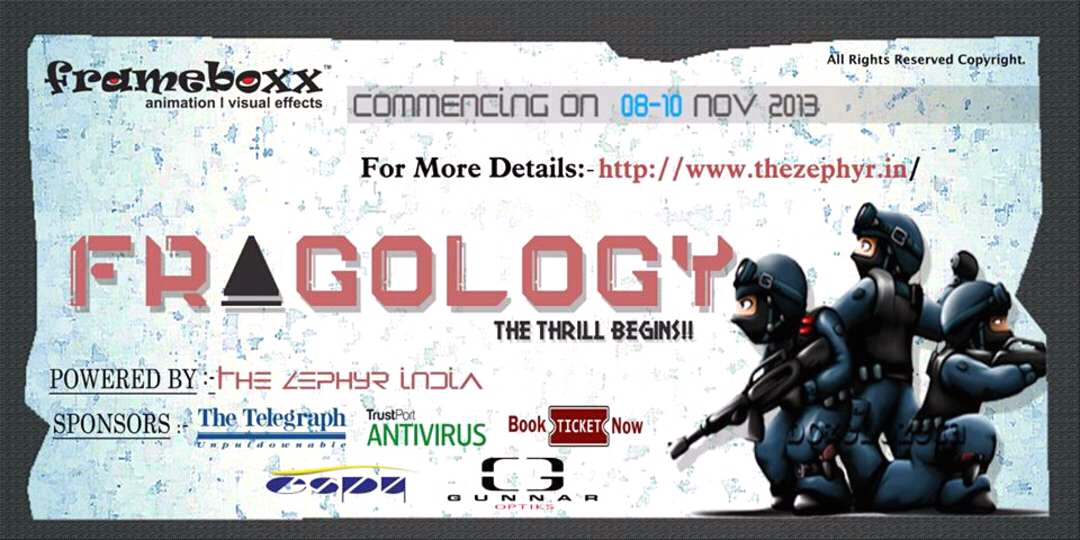 frameboxx™
animation | visual effects
All Rights Reserved Copyright.
COMMENCING ON 08-10 NOV 2013
For More Details:- http://www.thezephyr.in/
FRAGOLOGY
THE THRILL BEGINS!!
POWERED BY :- THE ZEPHYR INDIA
SPONSORS :- The Telegraph
Unputdownable
TrustPort
ANTIVIRUS
Book TICKET Now
GUNNAR
OPTIKS